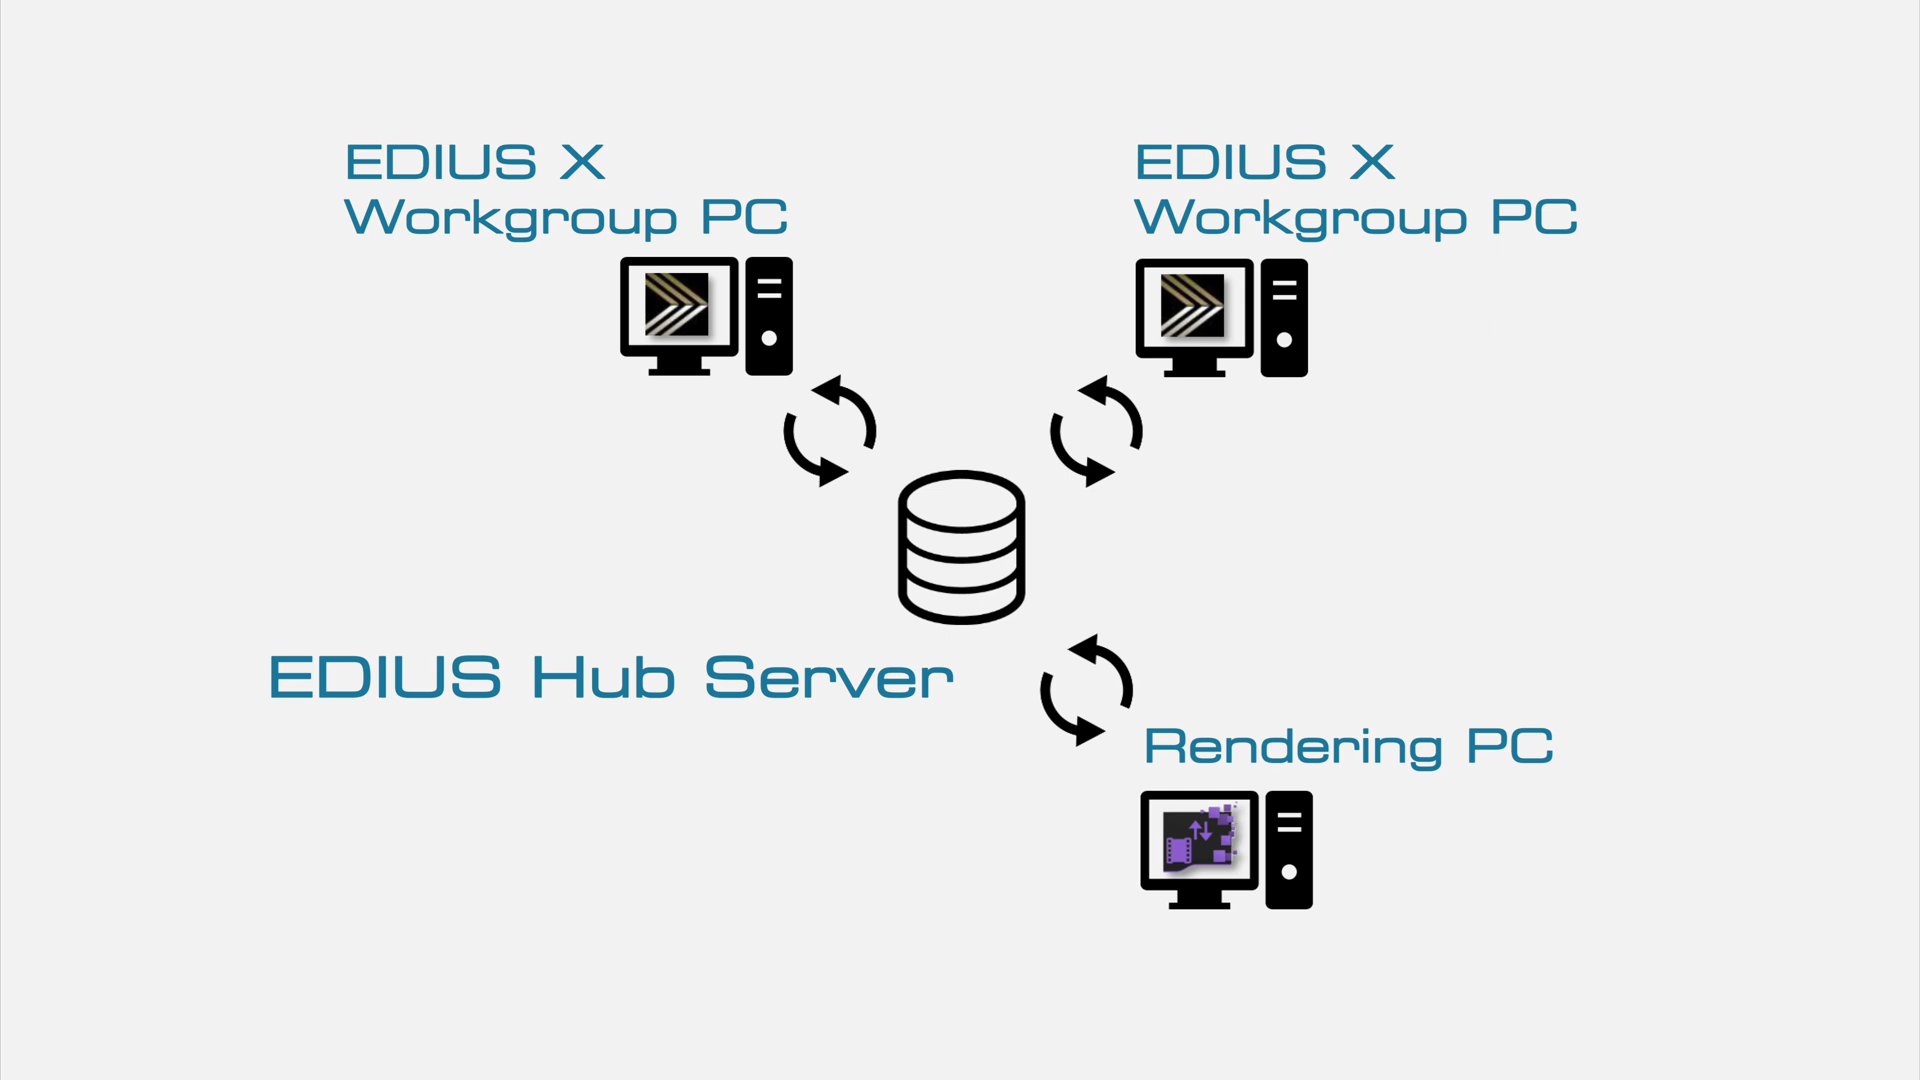 EDIUS X
Workgroup PC
EDIUS X
Workgroup PC
EDIUS Hub Server
Rendering PC